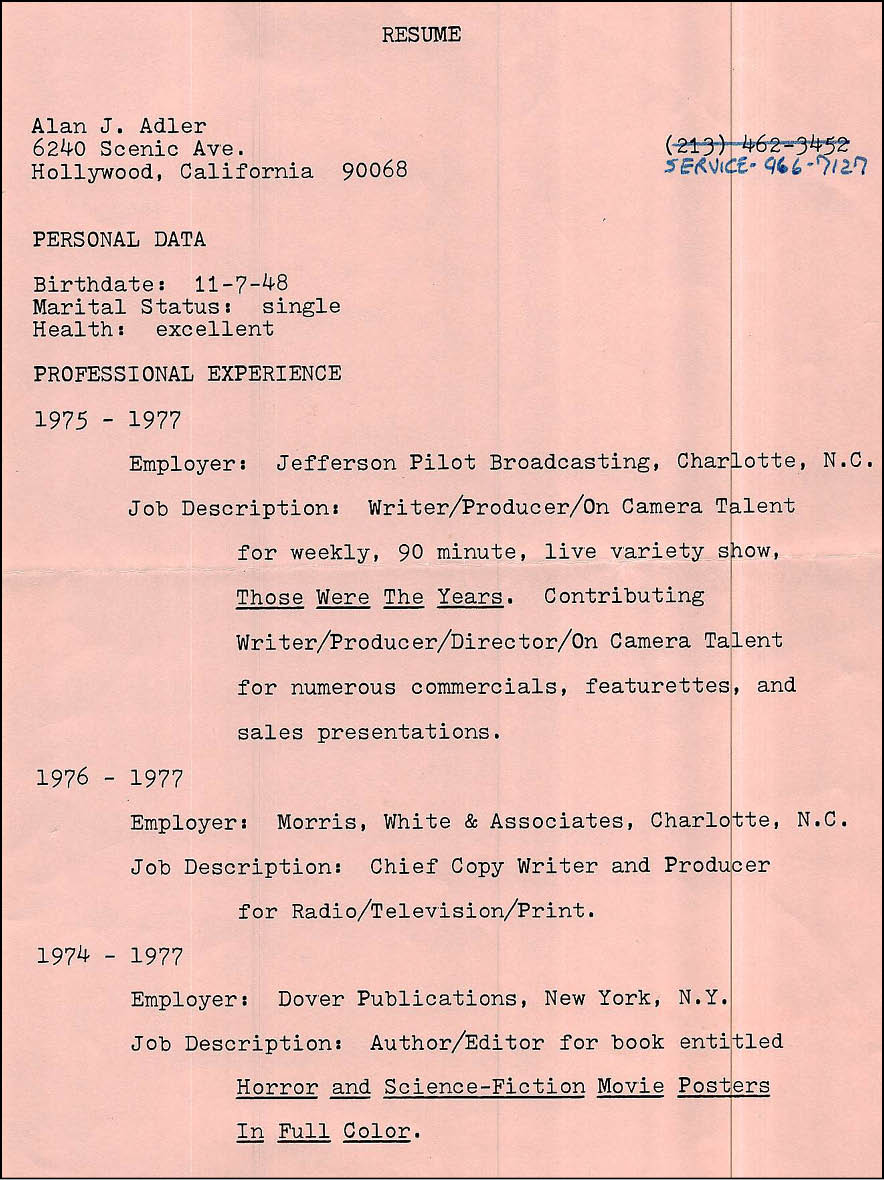 RESUME
Alan J. Adler
6240 Scenic Ave.
Hollywood, California 90068
(213) 462-3452
SERVICE- 966-7127
PERSONAL DATA
Birthdate: 11-7-48
Marital Status: single
Health: excellent
PROFESSIONAL EXPERIENCE
1975 - 1977
Employer: Jefferson Pilot Broadcasting, Charlotte, N.C.
Job Description: Writer/Producer/On Camera Talent
for weekly, 90 minute, live variety show,
Those Were The Years. Contributing
Writer/Producer/Director/On Camera Talent
for numerous commercials, featurettes, and
sales presentations.
1976 - 1977
Employer: Morris, White & Associates, Charlotte, N.C.
Job Description: Chief Copy Writer and Producer
for Radio/Television/Print.
1974 - 1977
Employer: Dover Publications, New York, N.Y.
Job Description: Author/Editor for book entitled
Horror and Science-Fiction Movie Posters
In Full Color.